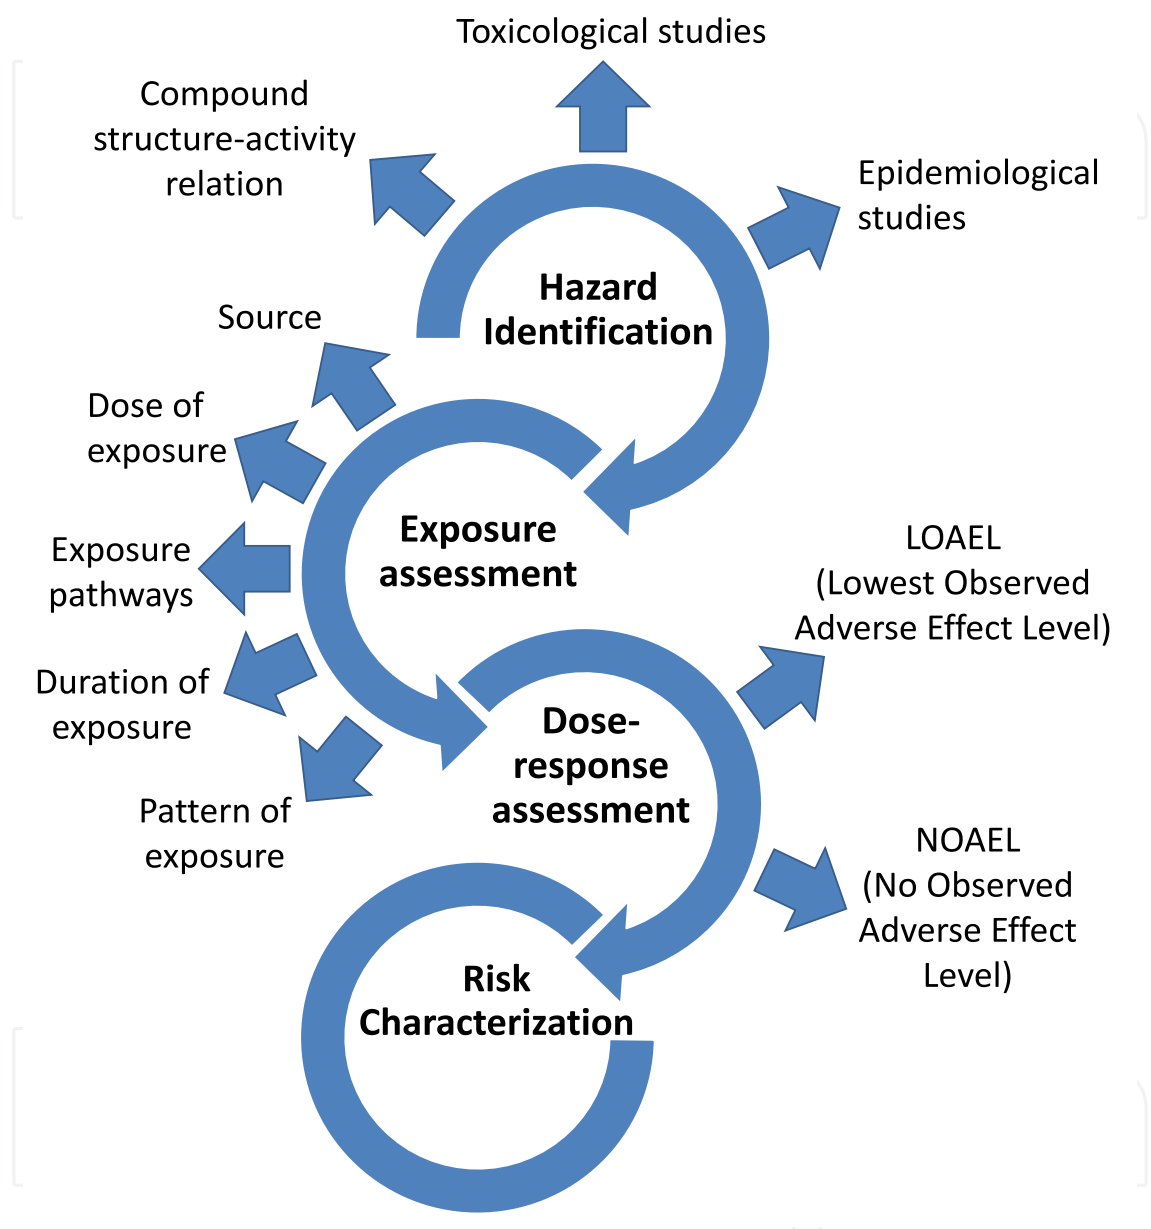 Toxicological studies
Compound
structure-activity
relation
Epidemiological
studies
Hazard
Identification
Source
Dose of
exposure
Exposure
pathways
Duration of
exposure
Pattern of
exposure
Exposure
assessment
LOAEL
(Lowest Observed
Adverse Effect Level)
Dose-
response
assessment
NOAEL
(No Observed
Adverse Effect
Level)
Risk
Characterization